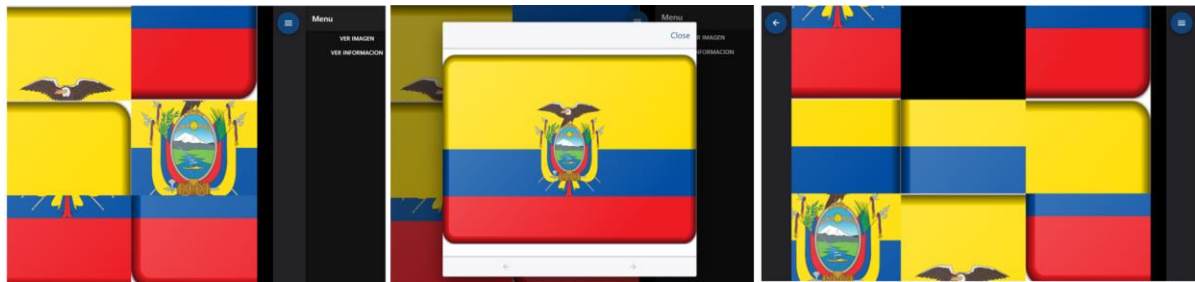 Menu
VER IMAGEN
VER INFORMACION
Menu
Close
R IMAGEN
FORMACION